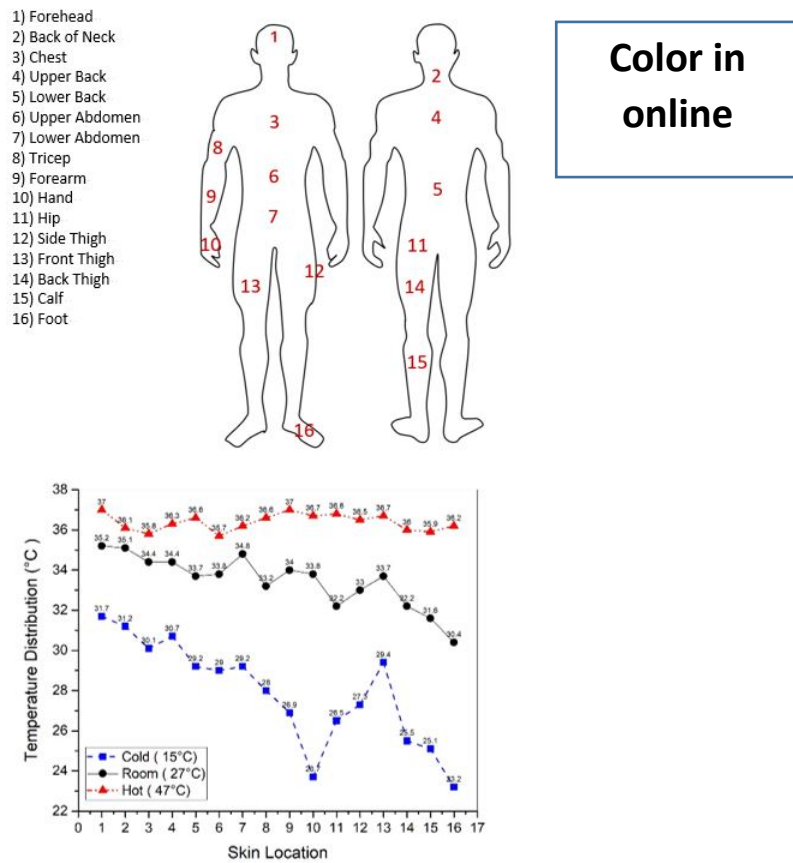 1) Forehead
2) Back of Neck
3) Chest
4) Upper Back
5) Lower Back
6) Upper Abdomen
7) Lower Abdomen
8) Tricep
9) Forearm
10) Hand
11) Hip
12) Side Thigh
13) Front Thigh
14) Back Thigh
15) Calf
16) Foot
1
3
8
6
9
7
10
12
13
16
2
4
5
11
14
15
Color in
online
Temperature Distribution (°C)
38
36
34
32
30
28
26
24
22
37 36.1 35.8 36.3 36.6 35.7 36.2 36.6 37 36.7 36.8 36.5 36.7 36 35.9 36.2
35.2 35.1 34.4 34.4 33.7 33.8 34.8 33.2 34 33.8 32.2 33 33.7 32.2 31.6 30.4
31.7 31.2 30.1 30.7 29.2 29 29.2 28 26.9 23.7 26.5 27.3 29.4 25.5 25.1 23.2
Cold ( 15°C)
Room ( 27°C)
Hot ( 47°C)
0 1 2 3 4 5 6 7 8 9 10 11 12 13 14 15 16 17
Skin Location